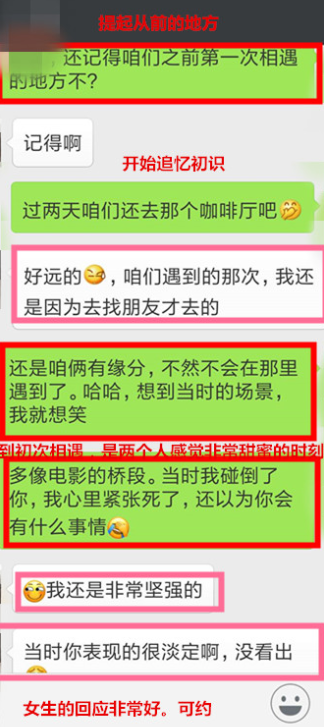 提起从前的地方
，还记得咱们之前第一次相遇
的地方不?
记得啊
开始追忆初识
过两天咱们还去那个咖啡厅吧
好远的，咱们遇到的那次，我还
是因为去找朋友才去的
还是咱俩有缘分，不然不会在那里
遇到了。哈哈，想到当时的场景，
我就想笑
到初次相遇，是两个人感觉非常甜蜜的时刻
多像电影的桥段。当时我碰倒了
你，我心里紧张死了，还以为你会
有什么事情
我还是非常坚强的
当时你表现的很淡定啊，没看出
女生的回应非常好。可约